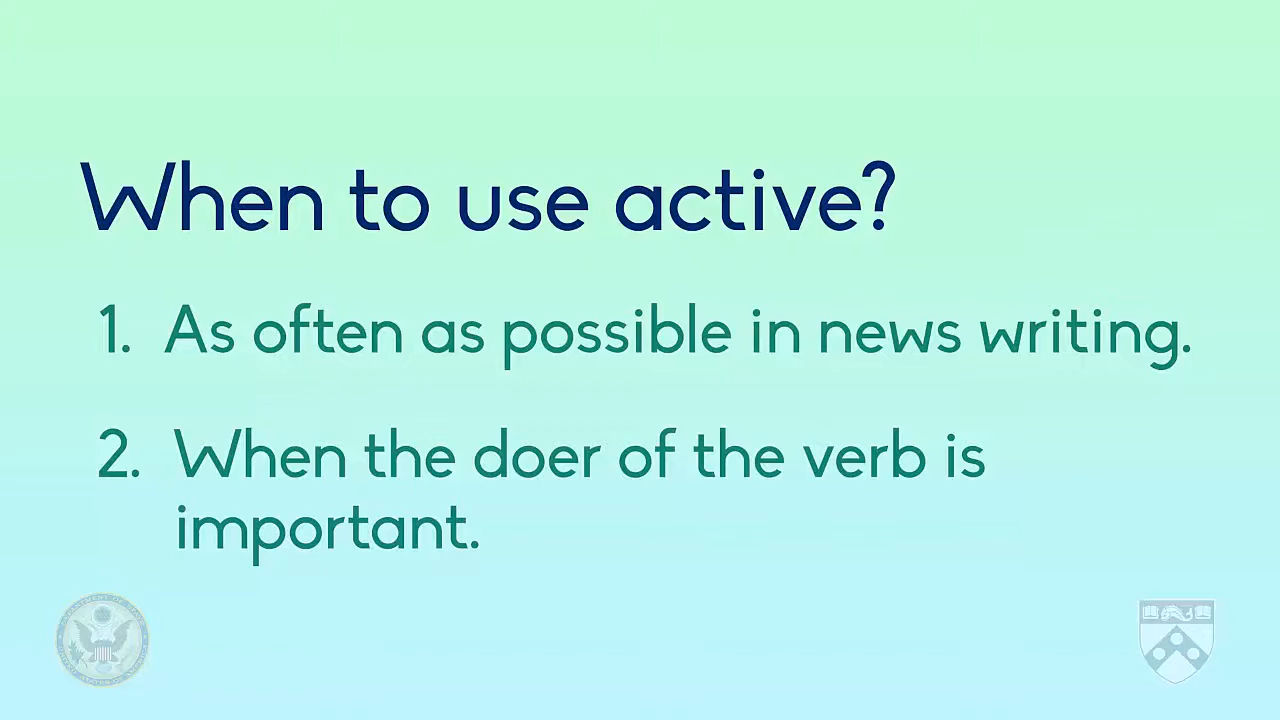 When to use active?
1. As often as possible in news writing.
2. When the doer of the verb is
important.